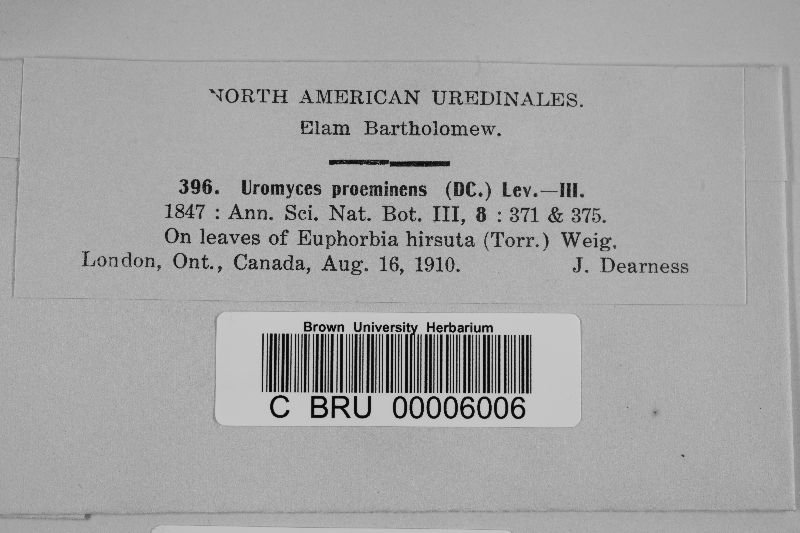 NORTH AMERICAN UREDINALES.
Elam Bartholomew.
396. Uromyces proeminens (DC.) Lev.—III.
1847 : Ann. Sci. Nat. Bot. III, 8 : 371 & 375.
On leaves of Euphorbia hirsuta (Torr.) Weig.
London, Ont., Canada, Aug. 16, 1910. J. Dearness
Brown University Herbarium
C BRU 00006006